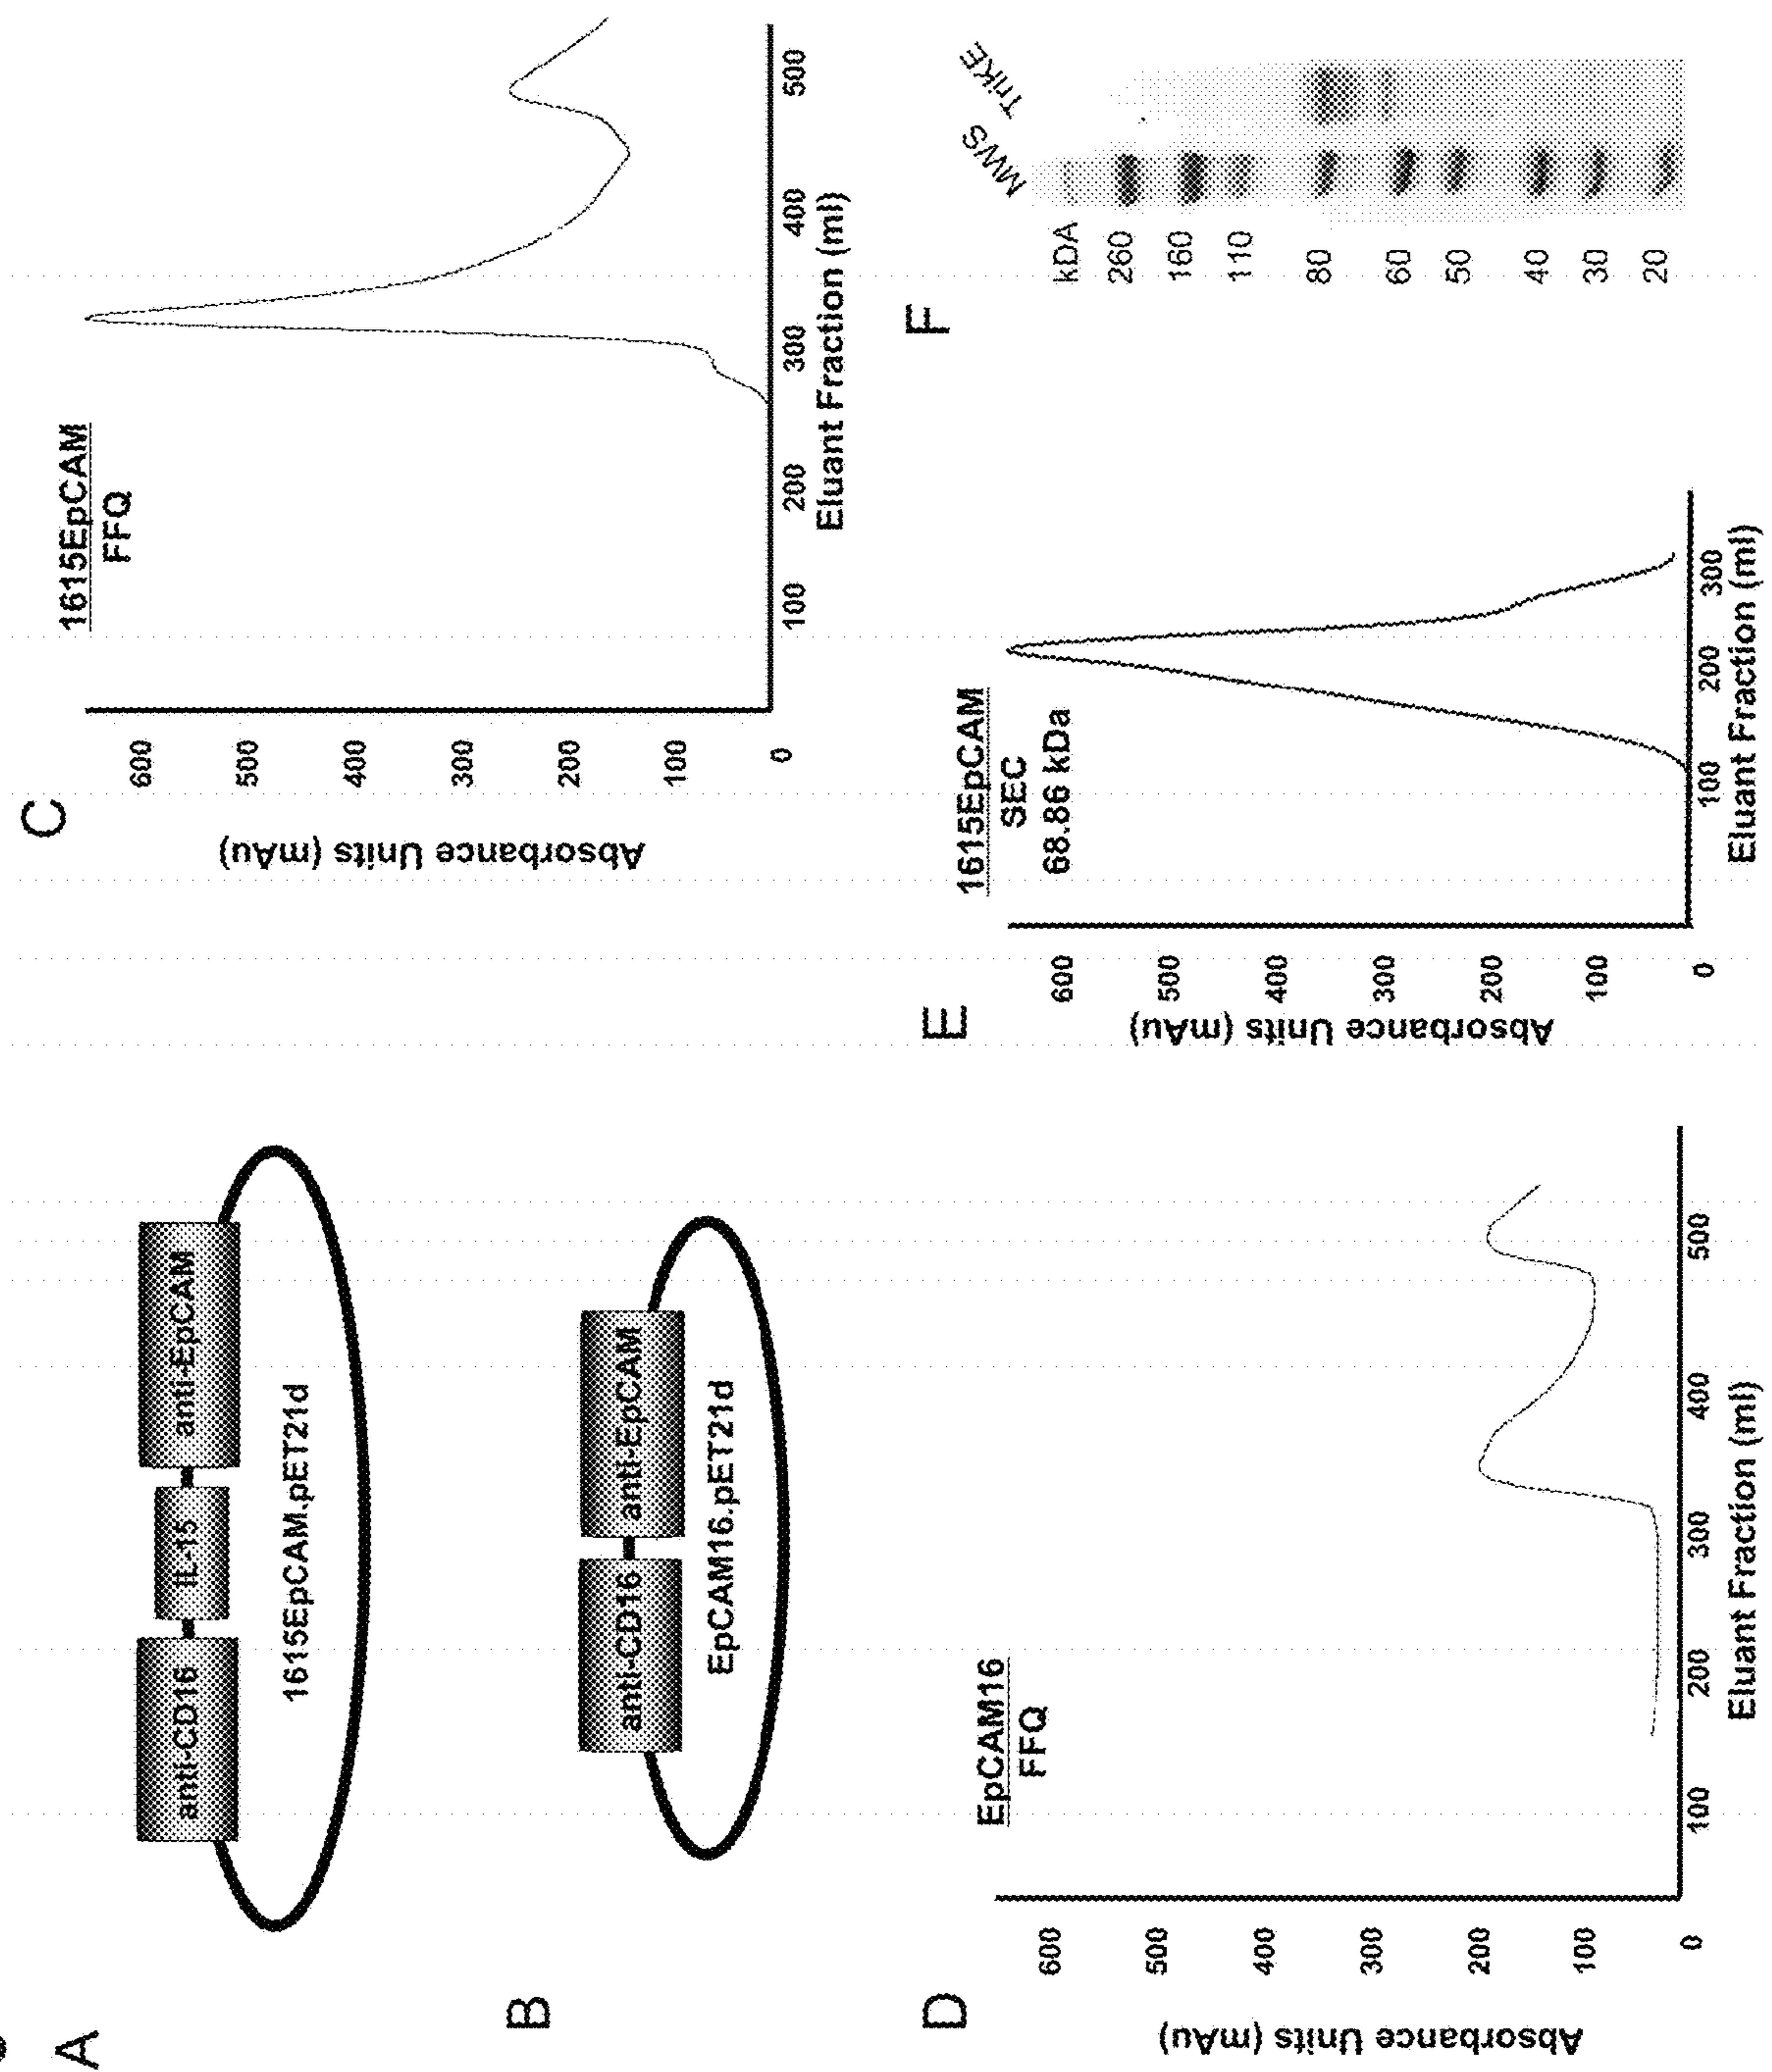 A
anti-CD16
IL-15
anti-EpCAM
1615EpCAM.pET21d
B
anti-CD16
anti-EpCAM
EpCAM16.pET21d
C
1615EpCAM
FFQ
Absorbance Units (mAu)
600
500
400
300
200
100
0
100
200
300
400
500
Eluant Fraction (ml)
D
EpCAM16
FFQ
Absorbance Units (mAu)
600
500
400
300
200
100
0
100
200
300
400
500
Eluant Fraction (ml)
E
1615EpCAM
SEC
68.86 kDa
Absorbance Units (mAu)
600
500
400
300
200
100
0
100
200
300
Eluant Fraction (ml)
F
MWS
TriKE
kDA
260
160
110
80
60
50
40
30
20